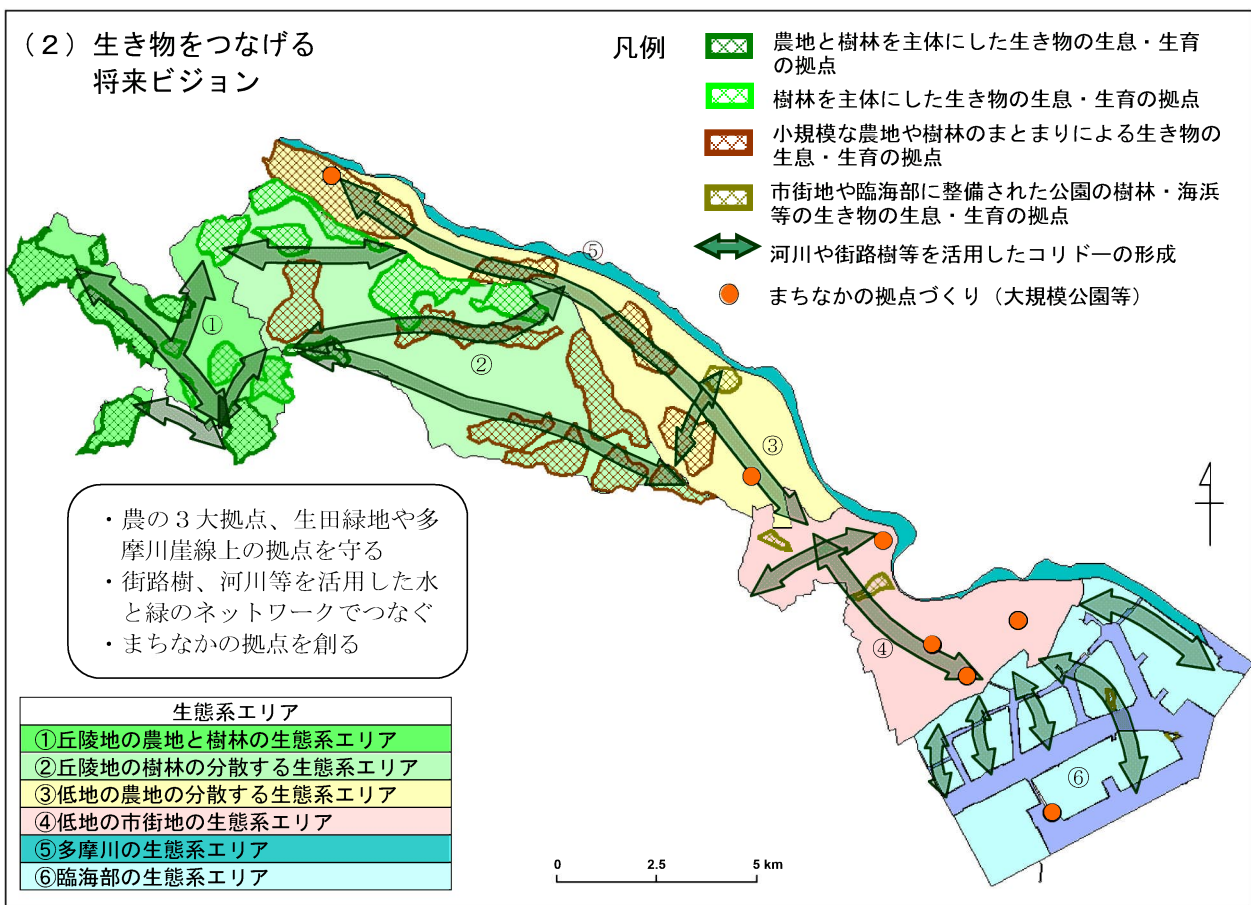 (2)生き物をつなげる
将来ビジョン
凡例
農地と樹林を主体にした生き物の生息・生育
の拠点
樹林を主体にした生き物の生息・生育の拠点
小規模な農地や樹林のまとまりによる生き物の
生息・生育の拠点
市街地や臨海部に整備された公園の樹林・海浜
等の生き物の生息・生育の拠点
河川や街路樹等を活用したコリドーの形成
まちなかの拠点づくり(大規模公園等)
⑤
①
②
③
④
⑥
・農の3大拠点、生田緑地や多
摩川崖線上の拠点を守る
・街路樹、河川等を活用した水
と緑のネットワークでつなぐ
・まちなかの拠点を創る
生態系エリア
①丘陵地の農地と樹林の生態系エリア
②丘陵地の樹林の分散する生態系エリア
③低地の農地の分散する生態系エリア
④低地の市街地の生態系エリア
⑤多摩川の生態系エリア
⑥臨海部の生態系エリア
0 2.5 5 km